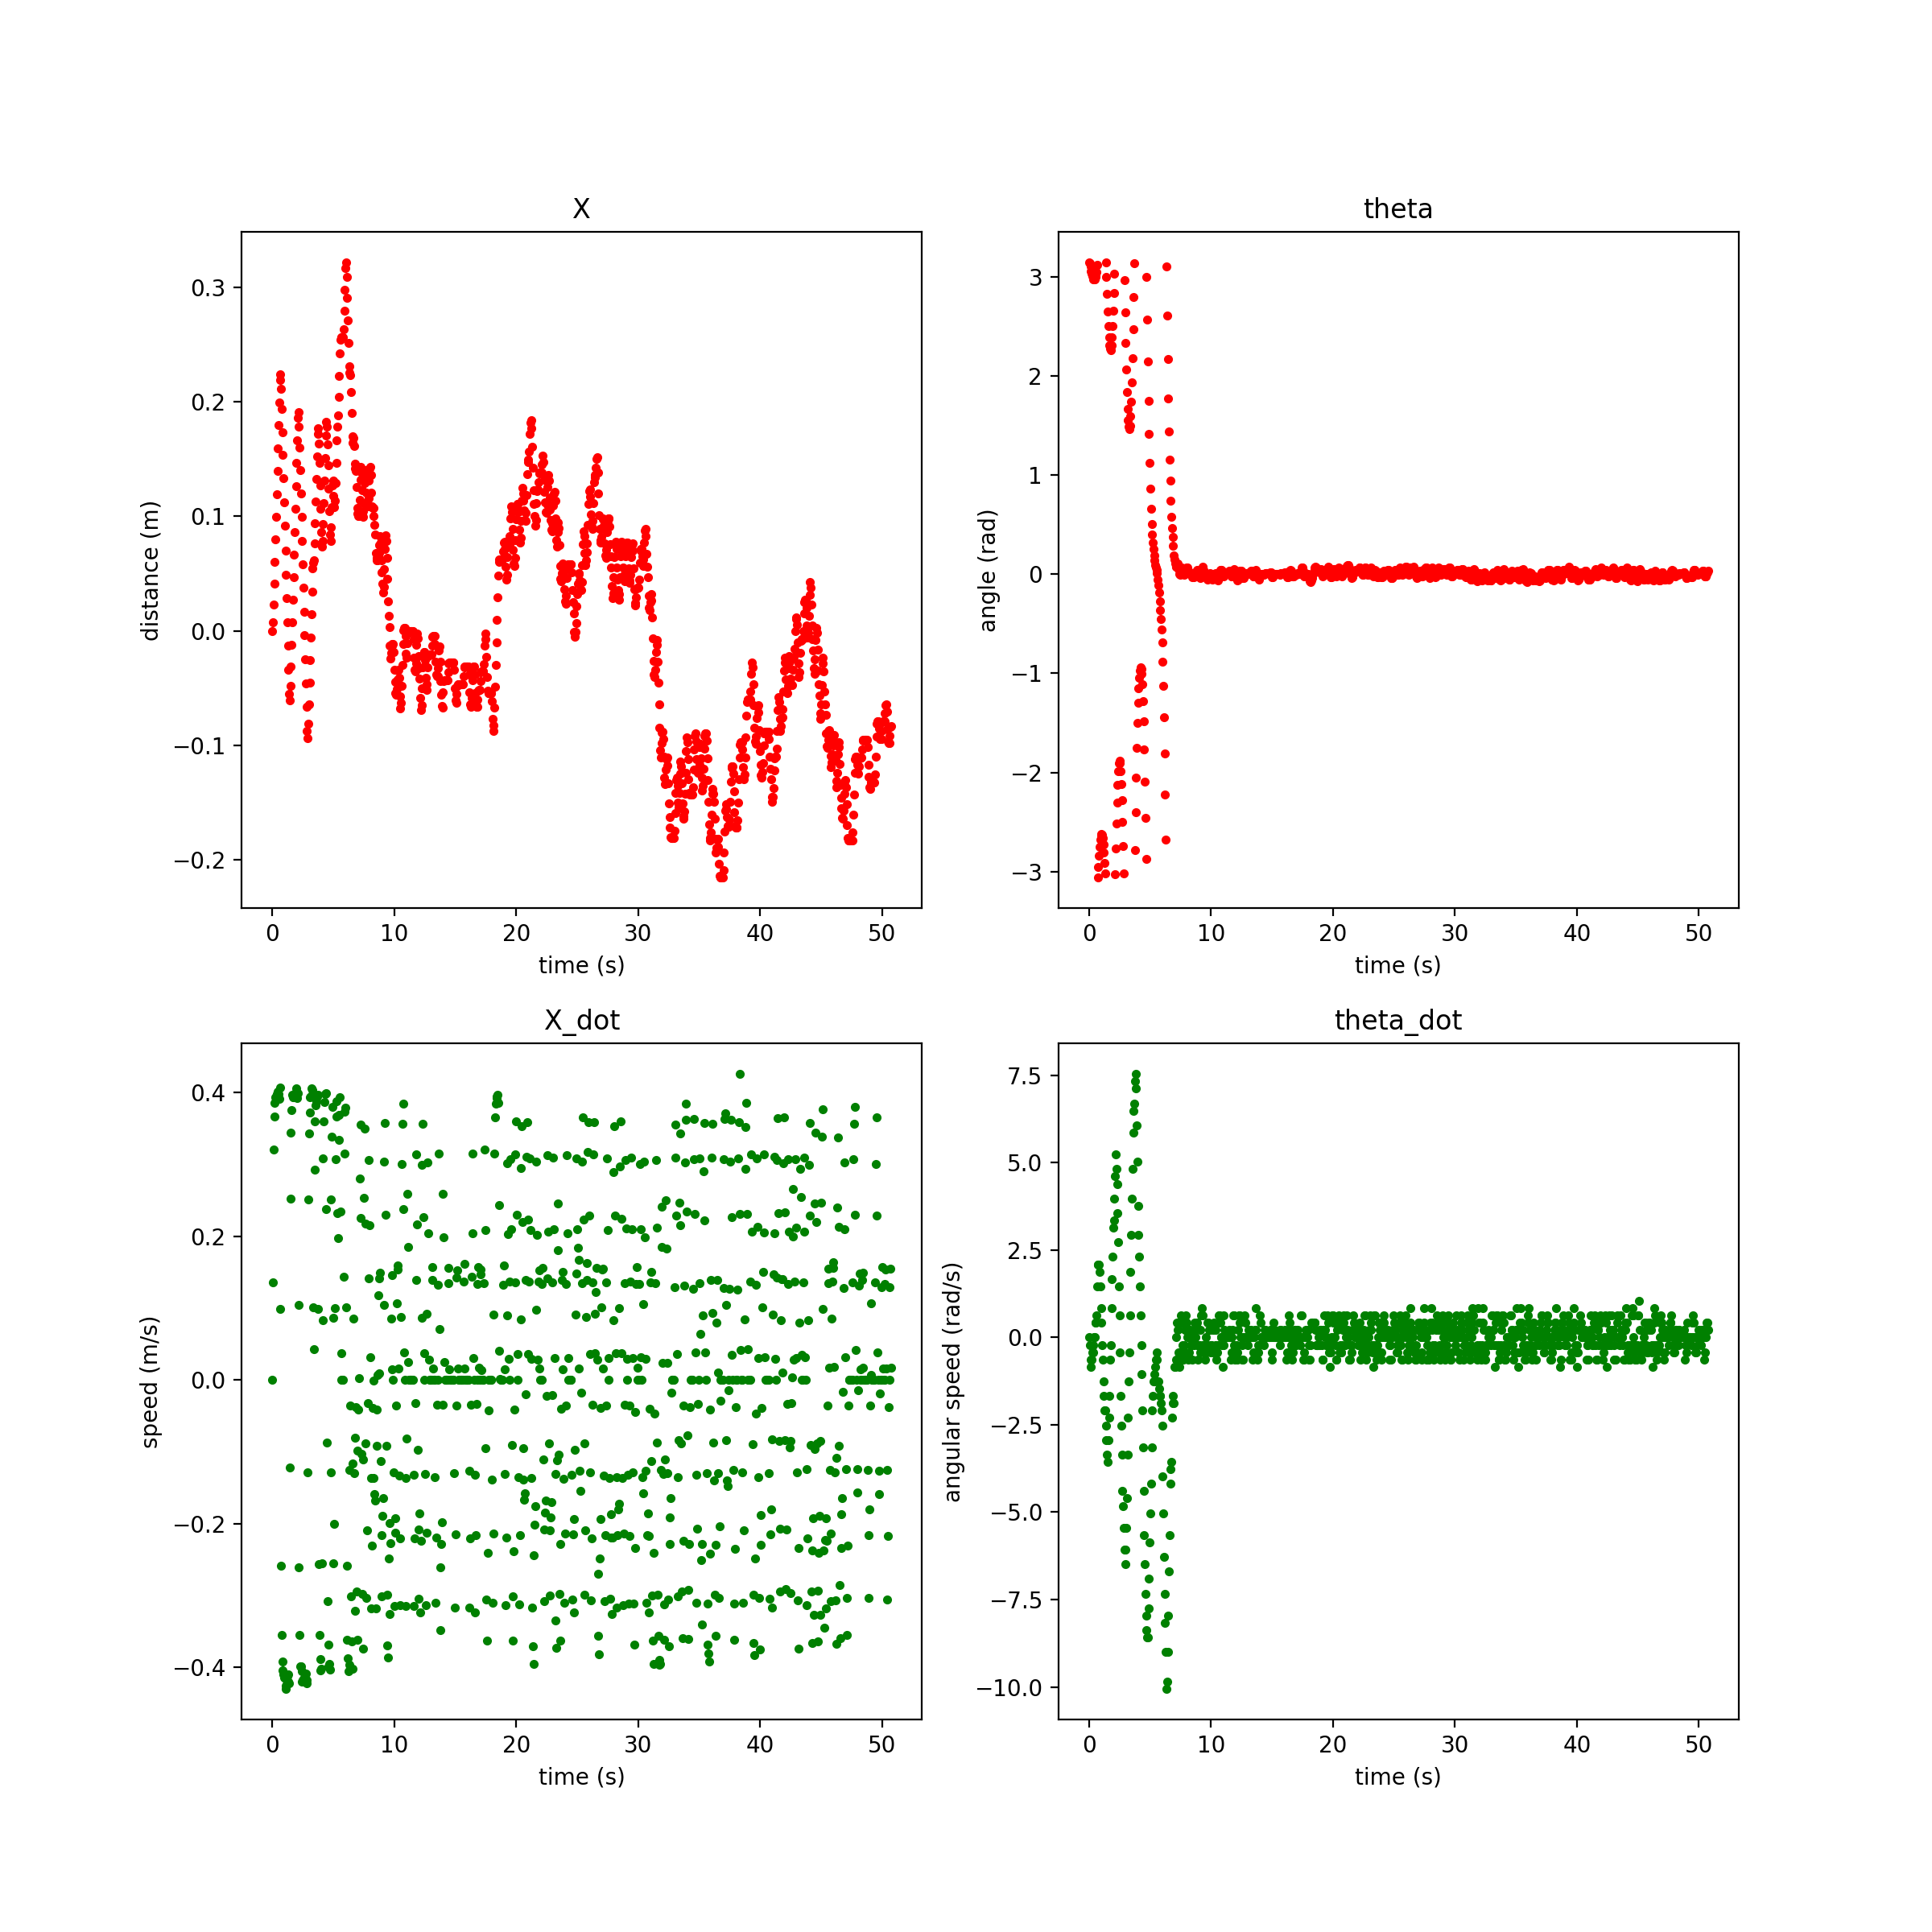 X
distance (m)
0.3
0.2
0.1
0.0
−0.1
−0.2
0 10 20 30 40 50
time (s)
theta
angle (rad)
3
2
1
0
−1
−2
−3
0 10 20 30 40 50
time (s)
X_dot
speed (m/s)
0.4
0.2
0.0
−0.2
−0.4
0 10 20 30 40 50
time (s)
theta_dot
angular speed (rad/s)
7.5
5.0
2.5
0.0
−2.5
−5.0
−7.5
−10.0
0 10 20 30 40 50
time (s)